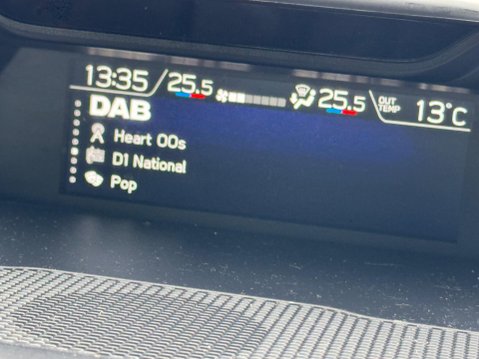 13:35 25.5 25.5 OUT TEMP 13°C
DAB
Heart 00s
D1 National
Pop